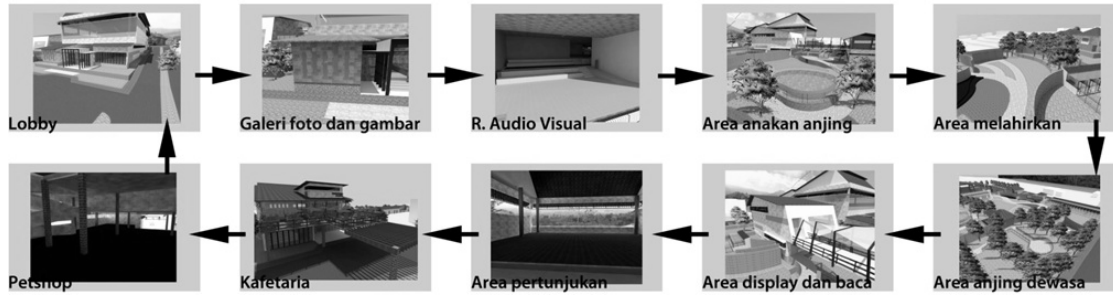 Lobby
Galeri foto dan gambar
R. Audio Visual
Area anakan anjing
Area melahirkan
Petshop
Kafetaria
Area pertunjukan
Area display dan baca
Area anjing dewasa